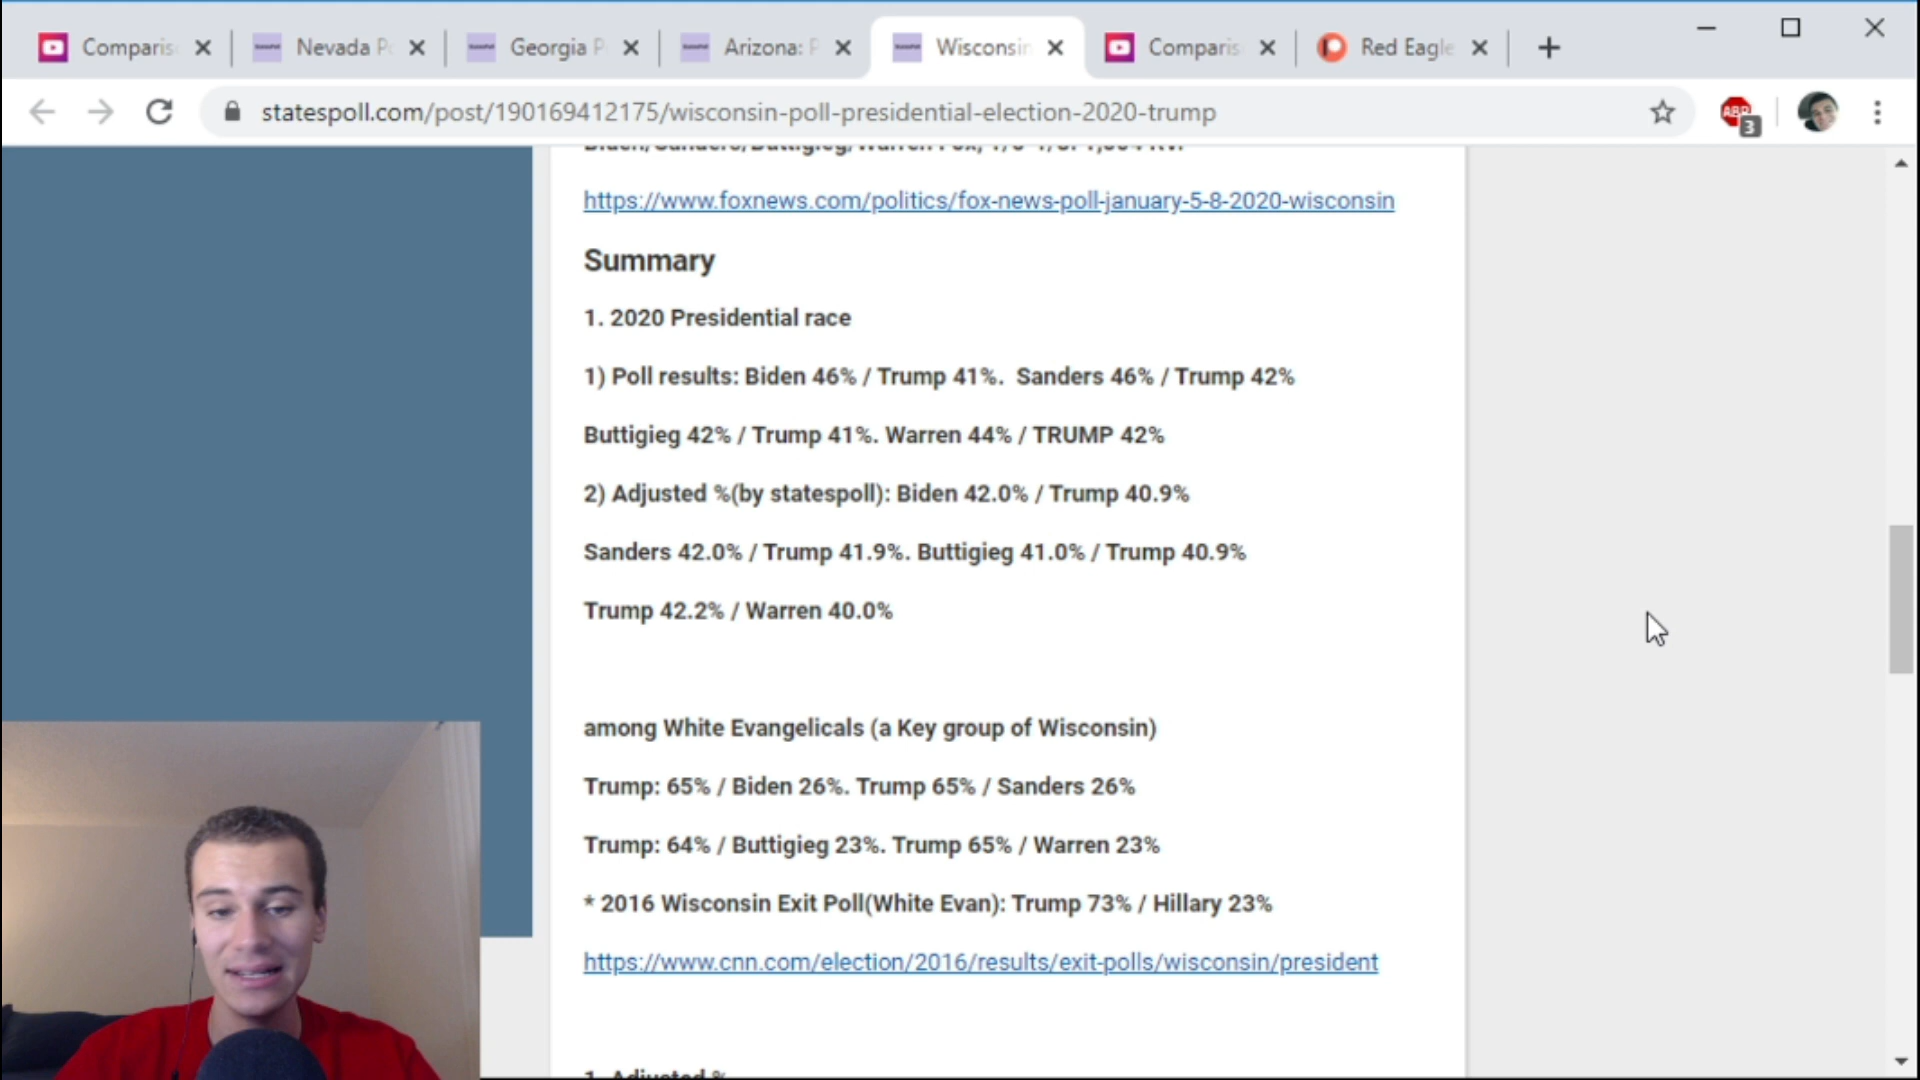 Comparis
Nevada P
Georgia P
Arizona: P
Wisconsin
Comparis
Red Eagle
statespoll.com/post/190169412175/wisconsin-poll-presidential-election-2020-trump
ABP
3
https://www.foxnews.com/politics/fox-news-poll-january-5-8-2020-wisconsin
Summary
1. 2020 Presidential race
1) Poll results: Biden 46% / Trump 41%. Sanders 46% / Trump 42%
Buttigieg 42% / Trump 41%. Warren 44% / TRUMP 42%
2) Adjusted %(by statespoll): Biden 42.0% / Trump 40.9%
Sanders 42.0% / Trump 41.9%. Buttigieg 41.0% / Trump 40.9%
Trump 42.2% / Warren 40.0%
among White Evangelicals (a Key group of Wisconsin)
Trump: 65% / Biden 26%. Trump 65% / Sanders 26%
Trump: 64% / Buttigieg 23%. Trump 65% / Warren 23%
* 2016 Wisconsin Exit Poll(White Evan): Trump 73% / Hillary 23%
https://www.cnn.com/election/2016/results/exit-polls/wisconsin/president
1. Adjusted %